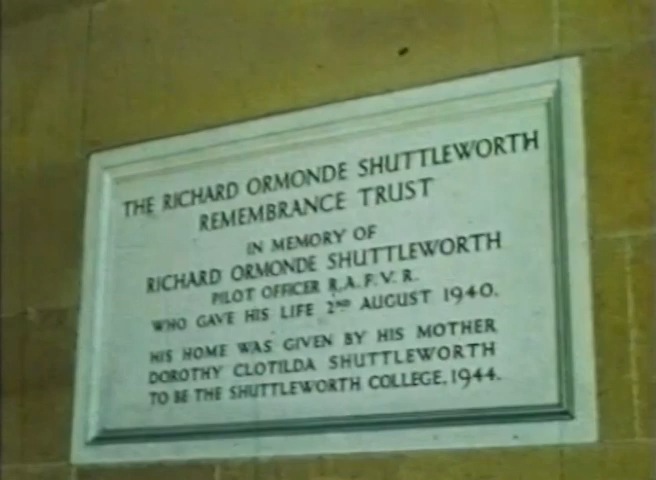 THE RICHARD ORMONDE SHUTTLEWORTH
REMEMBRANCE TRUST
IN MEMORY OF
RICHARD ORMONDE SHUTTLEWORTH
PILOT OFFICER R.A.F.V.R.
WHO GAVE HIS LIFE 2ND AUGUST 1940.
HIS HOME WAS GIVEN BY HIS MOTHER
DOROTHY CLOTILDA SHUTTLEWORTH
TO BE THE SHUTTLEWORTH COLLEGE, 1944.